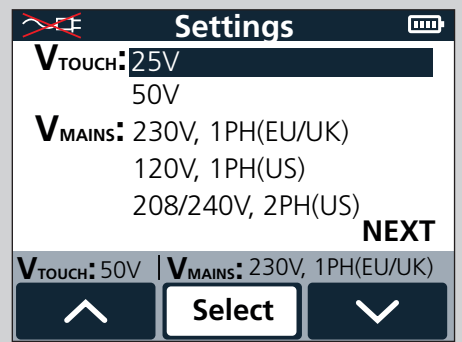 Settings
VTOUCH: 25V
50V
VMAINS: 230V, 1PH(EU/UK)
120V, 1PH(US)
208/240V, 2PH(US)
NEXT
VTOUCH: 50V | VMAINS: 230V, 1PH(EU/UK)
Select